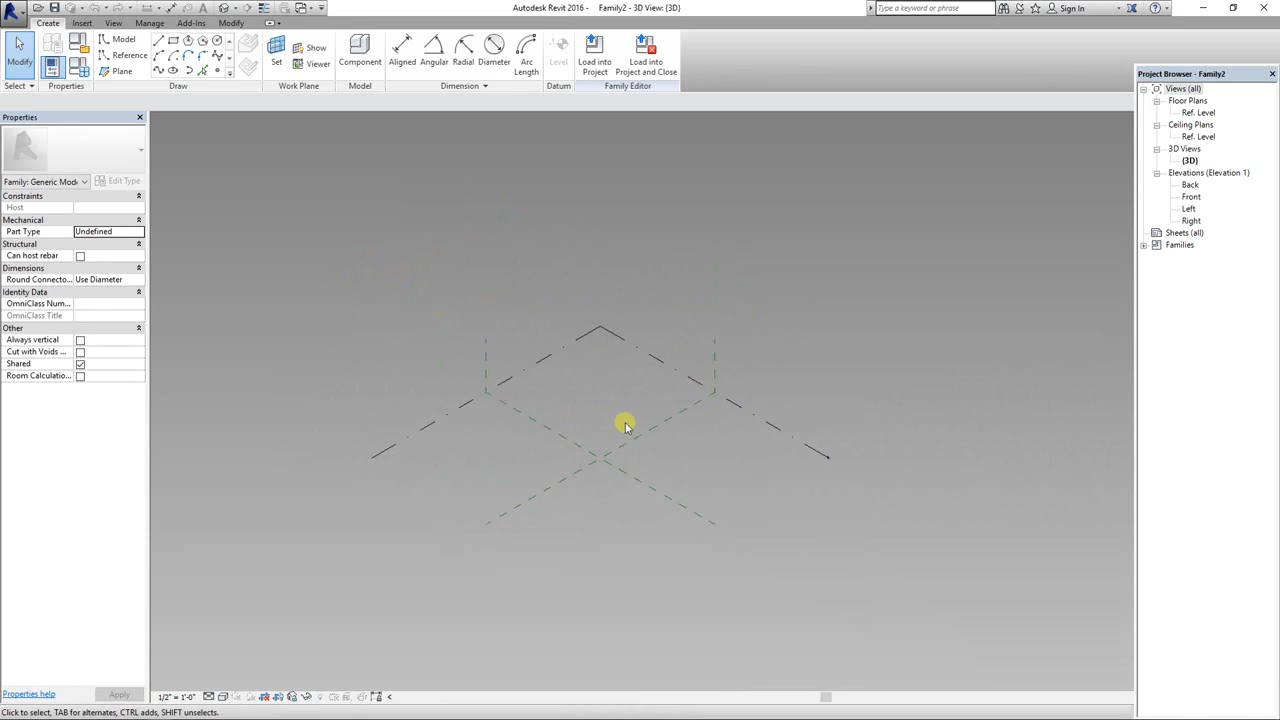 Autodesk Revit 2016 - Family2 - 3D View: {3D}
Type a keyword or phrase
Sign In
Create Insert View Manage Add-Ins Modify
Modify
Select
Properties
Model
Reference
Plane
Draw
Set
Show
Viewer
Work Plane
Component
Model
Aligned
Angular
Radial
Diameter
Arc
Length
Dimension
Level
Datum
Load into
Project
Load into
Project and Close
Family Editor
Properties
Family: Generic Mode
Edit Type
Constraints
Host
Mechanical
Part Type Undefined
Structural
Can host rebar
Dimensions
Round Connecto... Use Diameter
Identity Data
OmniClass Num...
OmniClass Title
Other
Always vertical
Cut with Voids ...
Shared
Room Calculatio...
Properties help
Apply
1/2" = 1'-0"
Click to select, TAB for alternates, CTRL adds, SHIFT unselects.
Project Browser - Family2
Views (all)
Floor Plans
Ref. Level
Ceiling Plans
Ref. Level
3D Views
{3D}
Elevations (Elevation 1)
Back
Front
Left
Right
Sheets (all)
Families